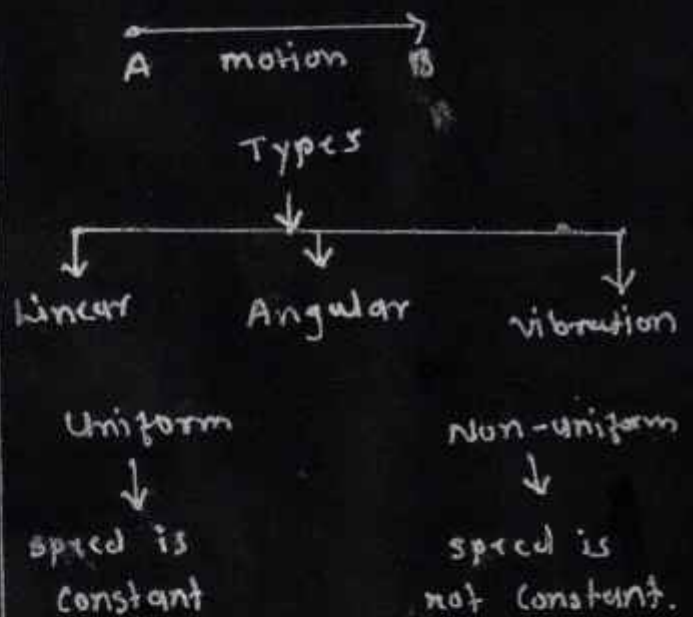 A motion B
Types
Linear Angular vibration
Uniform Non-uniform
speed is speed is
constant not constant.